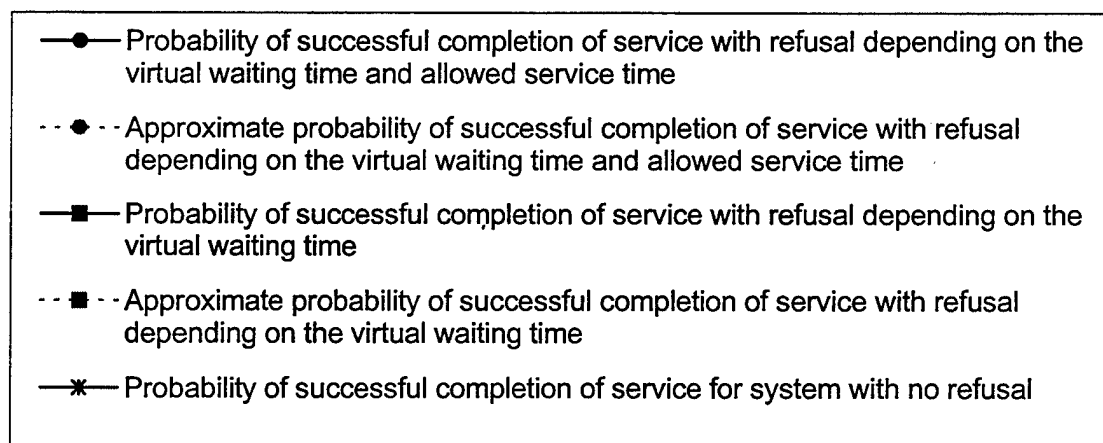 Probability of successful completion of service with refusal depending on the
virtual waiting time and allowed service time
Approximate probability of successful completion of service with refusal
depending on the virtual waiting time and allowed service time
Probability of successful completion of service with refusal depending on the
virtual waiting time
Approximate probability of successful completion of service with refusal
depending on the virtual waiting time
Probability of successful completion of service for system with no refusal